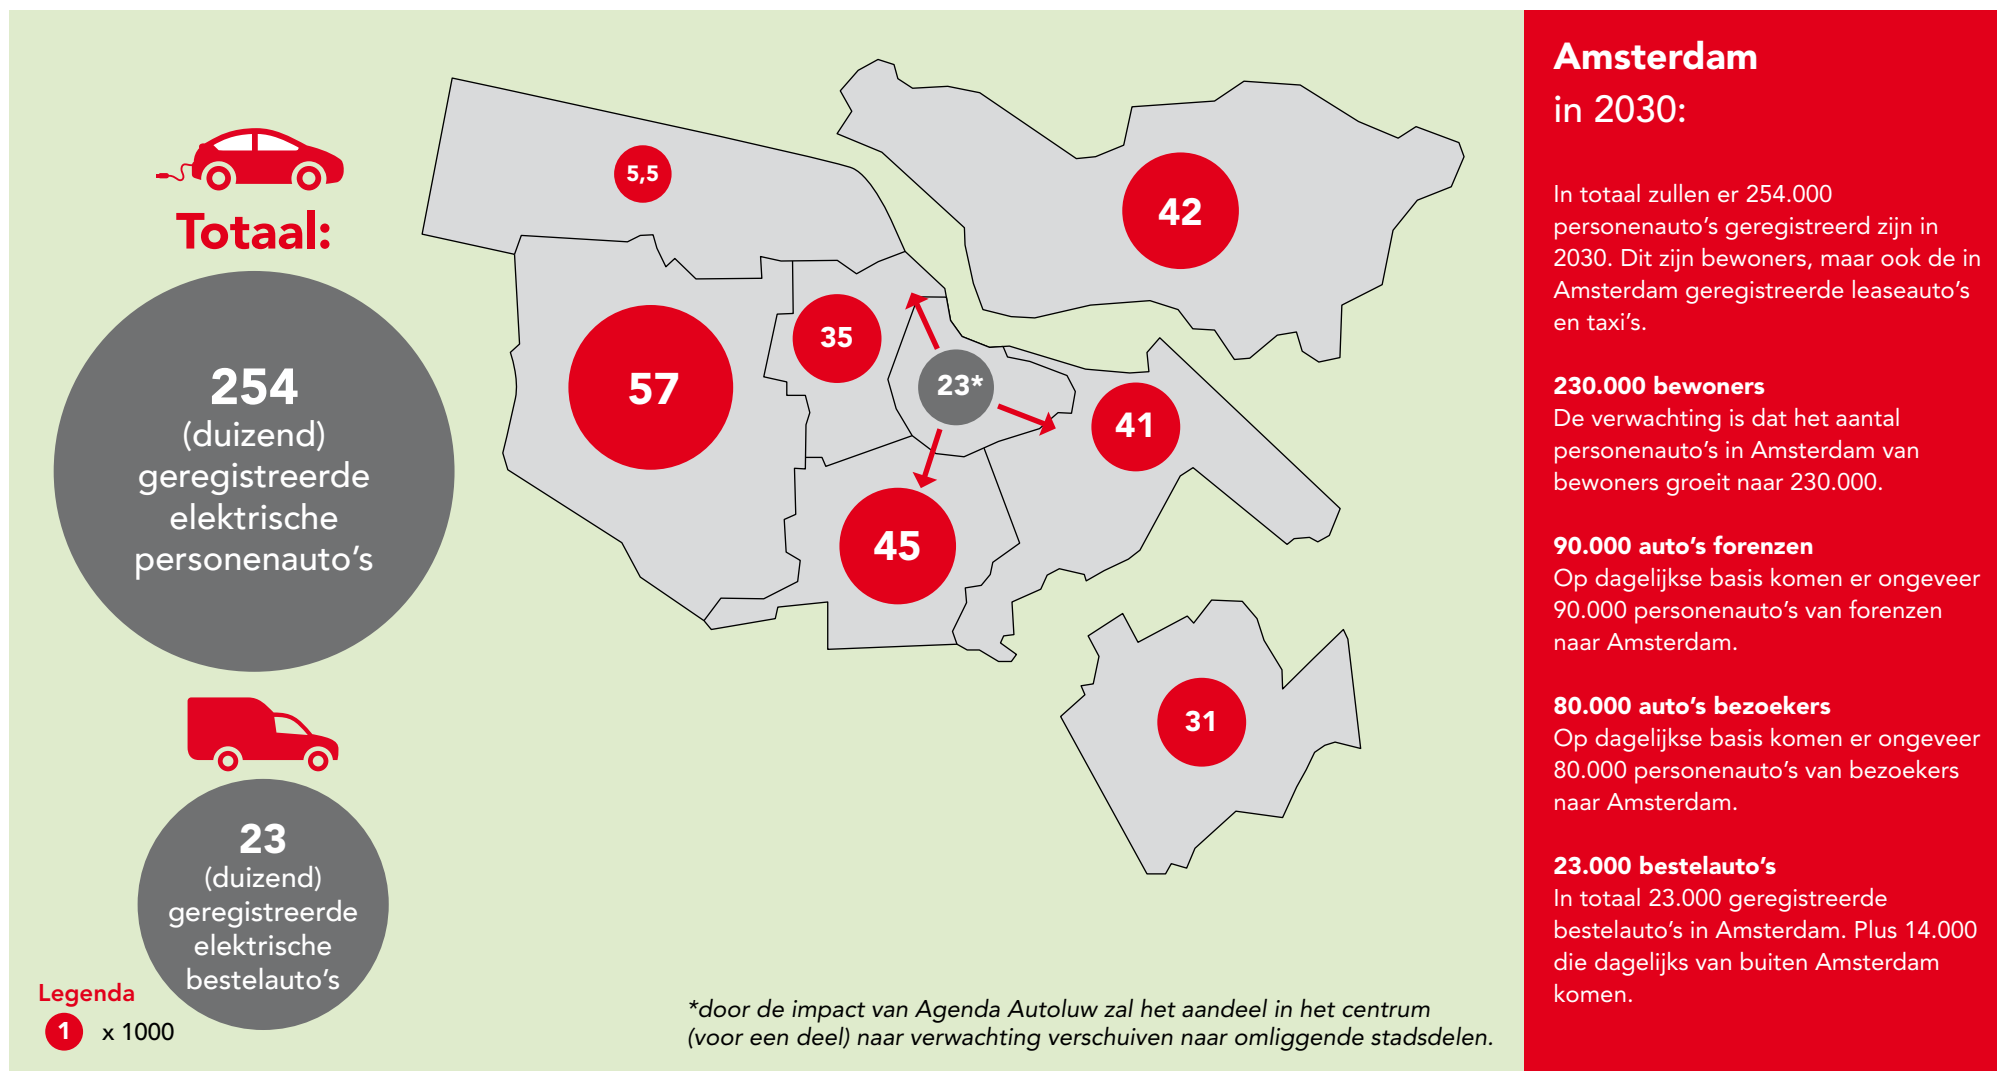 Totaal:
254
(duizend)
geregistreerde
elektrische
personenauto’s
23
(duizend)
geregistreerde
elektrische
bestelauto’s
Legenda
1 x 1000
5,5
42
57
35
23*
41
45
31
*door de impact van Agenda Autoluw zal het aandeel in het centrum
(voor een deel) naar verwachting verschuiven naar omliggende stadsdelen.
Amsterdam
in 2030:
In totaal zullen er 254.000
personenauto’s geregistreerd zijn in
2030. Dit zijn bewoners, maar ook de in
Amsterdam geregistreerde leaseauto’s
en taxi’s.
230.000 bewoners
De verwachting is dat het aantal
personenauto’s in Amsterdam van
bewoners groeit naar 230.000.
90.000 auto’s forenzen
Op dagelijkse basis komen er ongeveer
90.000 personenauto’s van forenzen
naar Amsterdam.
80.000 auto’s bezoekers
Op dagelijkse basis komen er ongeveer
80.000 personenauto’s van bezoekers
naar Amsterdam.
23.000 bestelauto’s
In totaal 23.000 geregistreerde
bestelauto’s in Amsterdam. Plus 14.000
die dagelijks van buiten Amsterdam
komen.